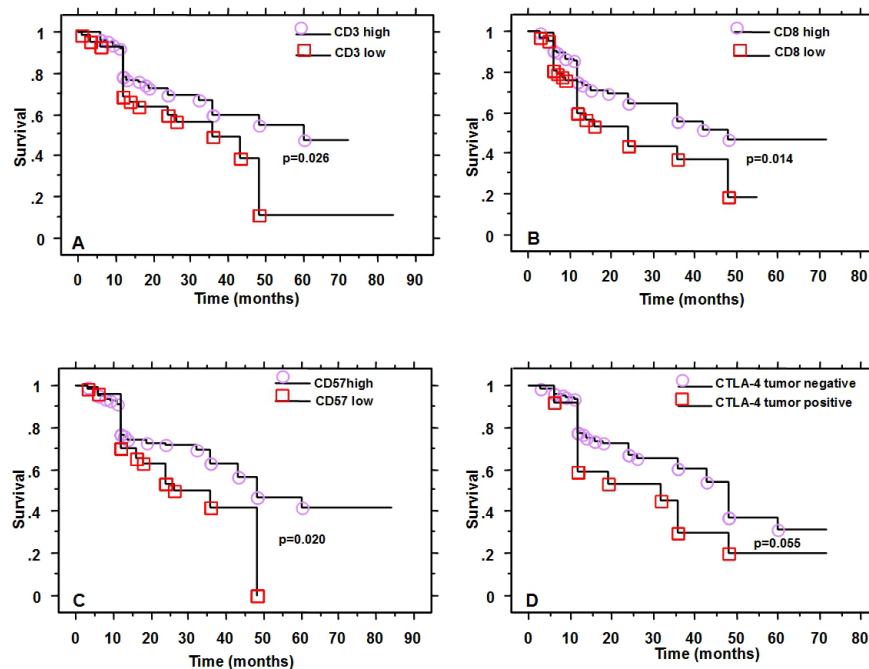 CD3 high
CD3 low
1
.8
.6
.4
.2
0
Survival
p=0.026
A
0 10 20 30 40 50 60 70 80 90
Time (months)
CD8 high
CD8 low
1
.8
.6
.4
.2
0
Survival
p=0.014
B
0 10 20 30 40 50 60 70 80
Time (months)
CD57high
CD57 low
1
.8
.6
.4
.2
0
Survival
p=0.020
C
0 10 20 30 40 50 60 70 80 90
Time (months)
CTLA-4 tumor negative
CTLA-4 tumor positive
1
.8
.6
.4
.2
0
Survival
p=0.055
D
0 10 20 30 40 50 60 70 80
Time (months)